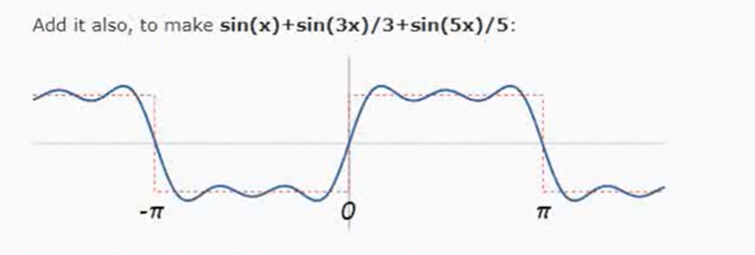 Add it also, to make sin(x)+sin(3x)/3+sin(5x)/5:
-π 0 π